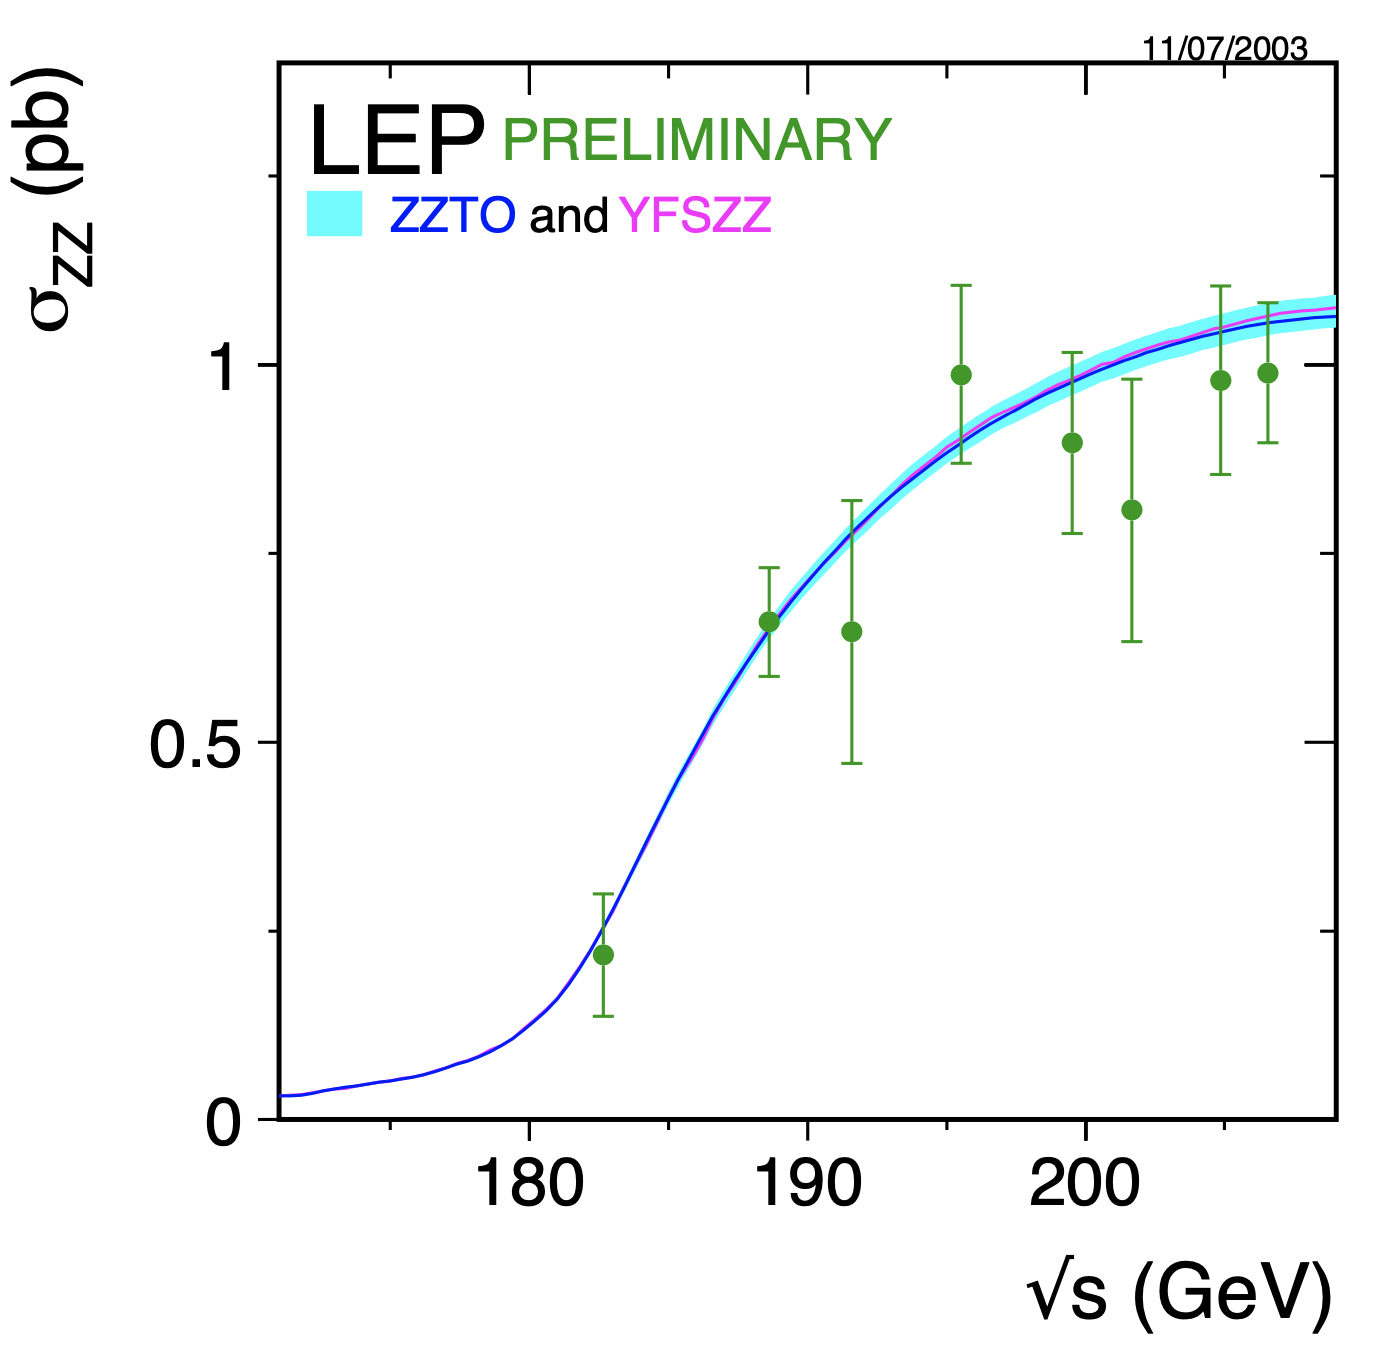 11/07/2003
LEP PRELIMINARY
ZZTO and YFSZZ
σZZ (pb)
1
0.5
0
180 190 200
√s (GeV)